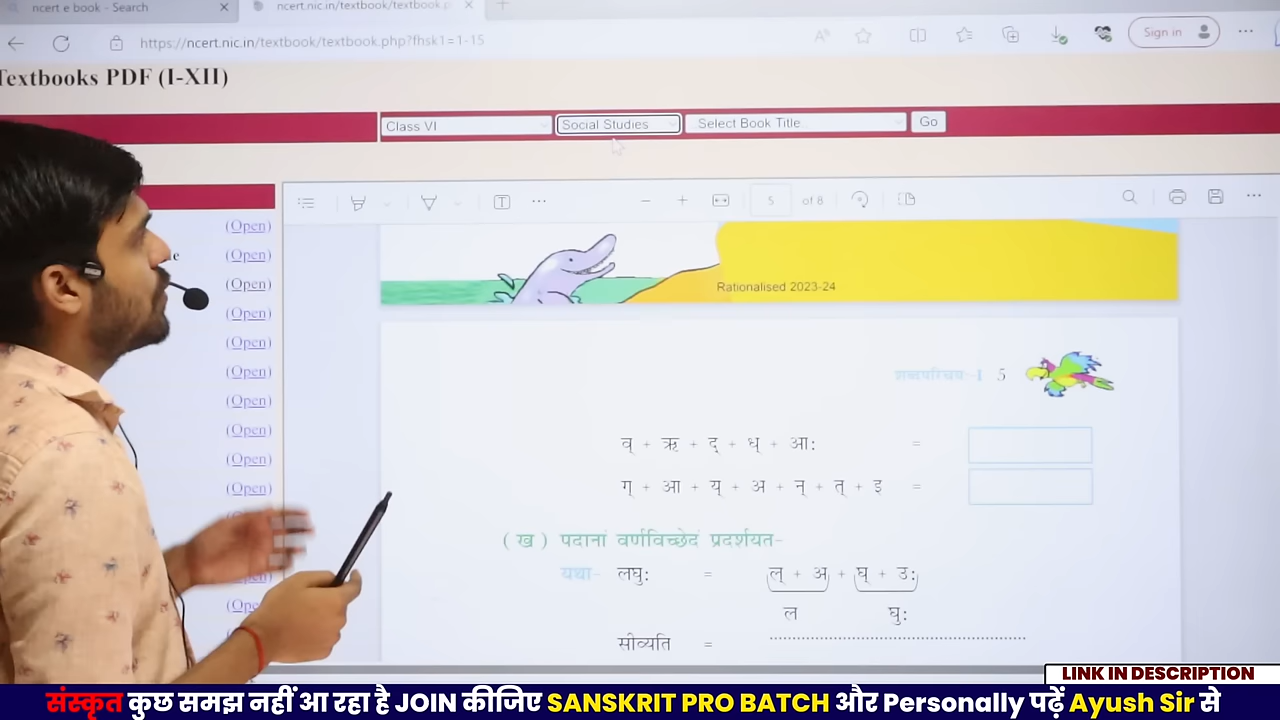 ncert e book - Search
ncert.nic.in/textbook/textbook.p
https://ncert.nic.in/textbook/textbook.php?fhsk1=1-15
Sign in
Textbooks PDF (I-XII)
Class VI
Social Studies
Select Book Title
Go
(Open)
(Open)
(Open)
(Open)
(Open)
(Open)
(Open)
(Open)
(Open)
(Open)
5 of 8
Rationalised 2023-24
शब्दपरिचयः-I 5
व् + ऋ + द् + ध् + आ: =
ग् + आ + य् + अ + न् + त् + इ =
(ख) पदानां वर्णविच्छेदं प्रदर्शयत-
यथा- लघु: = ल् + अ + घ् + उ:
ल घु:
सीव्यति = ............................................
LINK IN DESCRIPTION
संस्कृत कुछ समझ नहीं आ रहा है JOIN कीजिए SANSKRIT PRO BATCH और Personally पढ़ें Ayush Sir से